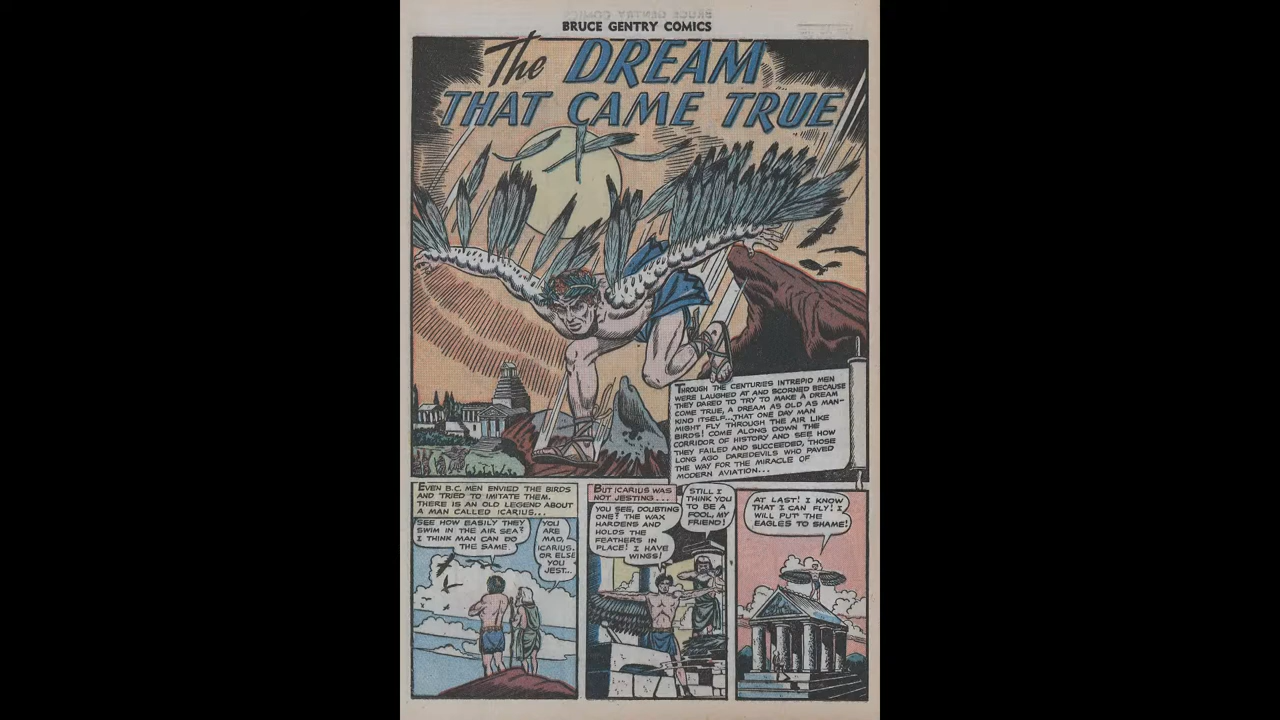 BRUCE GENTRY COMICS
The DREAM
THAT CAME TRUE
THROUGH THE CENTURIES INTREPID MEN
WERE LAUGHED AT AND SCORNED BECAUSE
THEY DARED TO TRY TO MAKE A DREAM
COME TRUE, A DREAM AS OLD AS MAN-
KIND ITSELF...THAT ONE DAY MAN
MIGHT FLY THROUGH THE AIR LIKE
BIRDS! COME ALONG DOWN THE
CORRIDOR OF HISTORY AND SEE HOW
THEY FAILED AND SUCCEEDED, THOSE
LONG AGO DAREDEVILS WHO PAVED
THE WAY FOR THE MIRACLE OF
MODERN AVIATION...
EVEN B.C. MEN ENVIED THE BIRDS
AND TRIED TO IMITATE THEM.
THERE IS AN OLD LEGEND ABOUT
A MAN CALLED ICARIUS...
SEE HOW EASILY THEY
SWIM IN THE AIR SEA?
I THINK MAN CAN DO
THE SAME.
YOU
ARE
MAD,
ICARIUS.
OR ELSE
YOU
JEST...
BUT ICARIUS WAS
NOT JESTING...
YOU SEE, DOUBTING
ONE? THE WAX
HARDENS AND
HOLDS THE
FEATHERS IN
PLACE! I HAVE
WINGS!
STILL I
THINK YOU
TO BE A
FOOL, MY
FRIEND!
AT LAST! I KNOW
THAT I CAN FLY! I
WILL PUT THE
EAGLES TO SHAME!